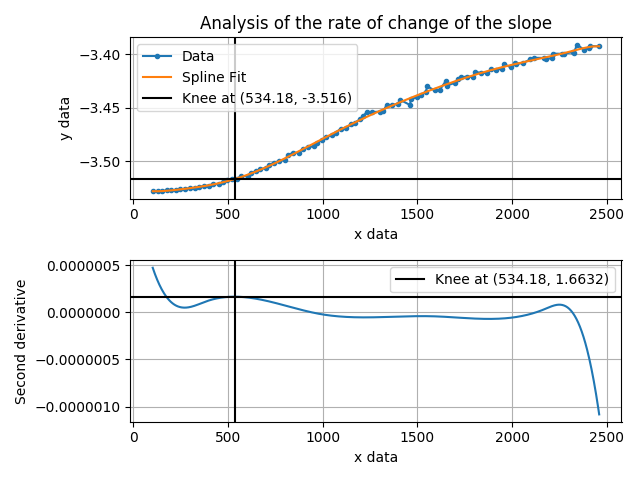 Analysis of the rate of change of the slope
Data
Spline Fit
Knee at (534.18, -3.516)
y data
−3.40
−3.45
−3.50
0 500 1000 1500 2000 2500
x data
Knee at (534.18, 1.6632)
Second derivative
0.0000005
0.0000000
−0.0000005
−0.0000010
0 500 1000 1500 2000 2500
x data